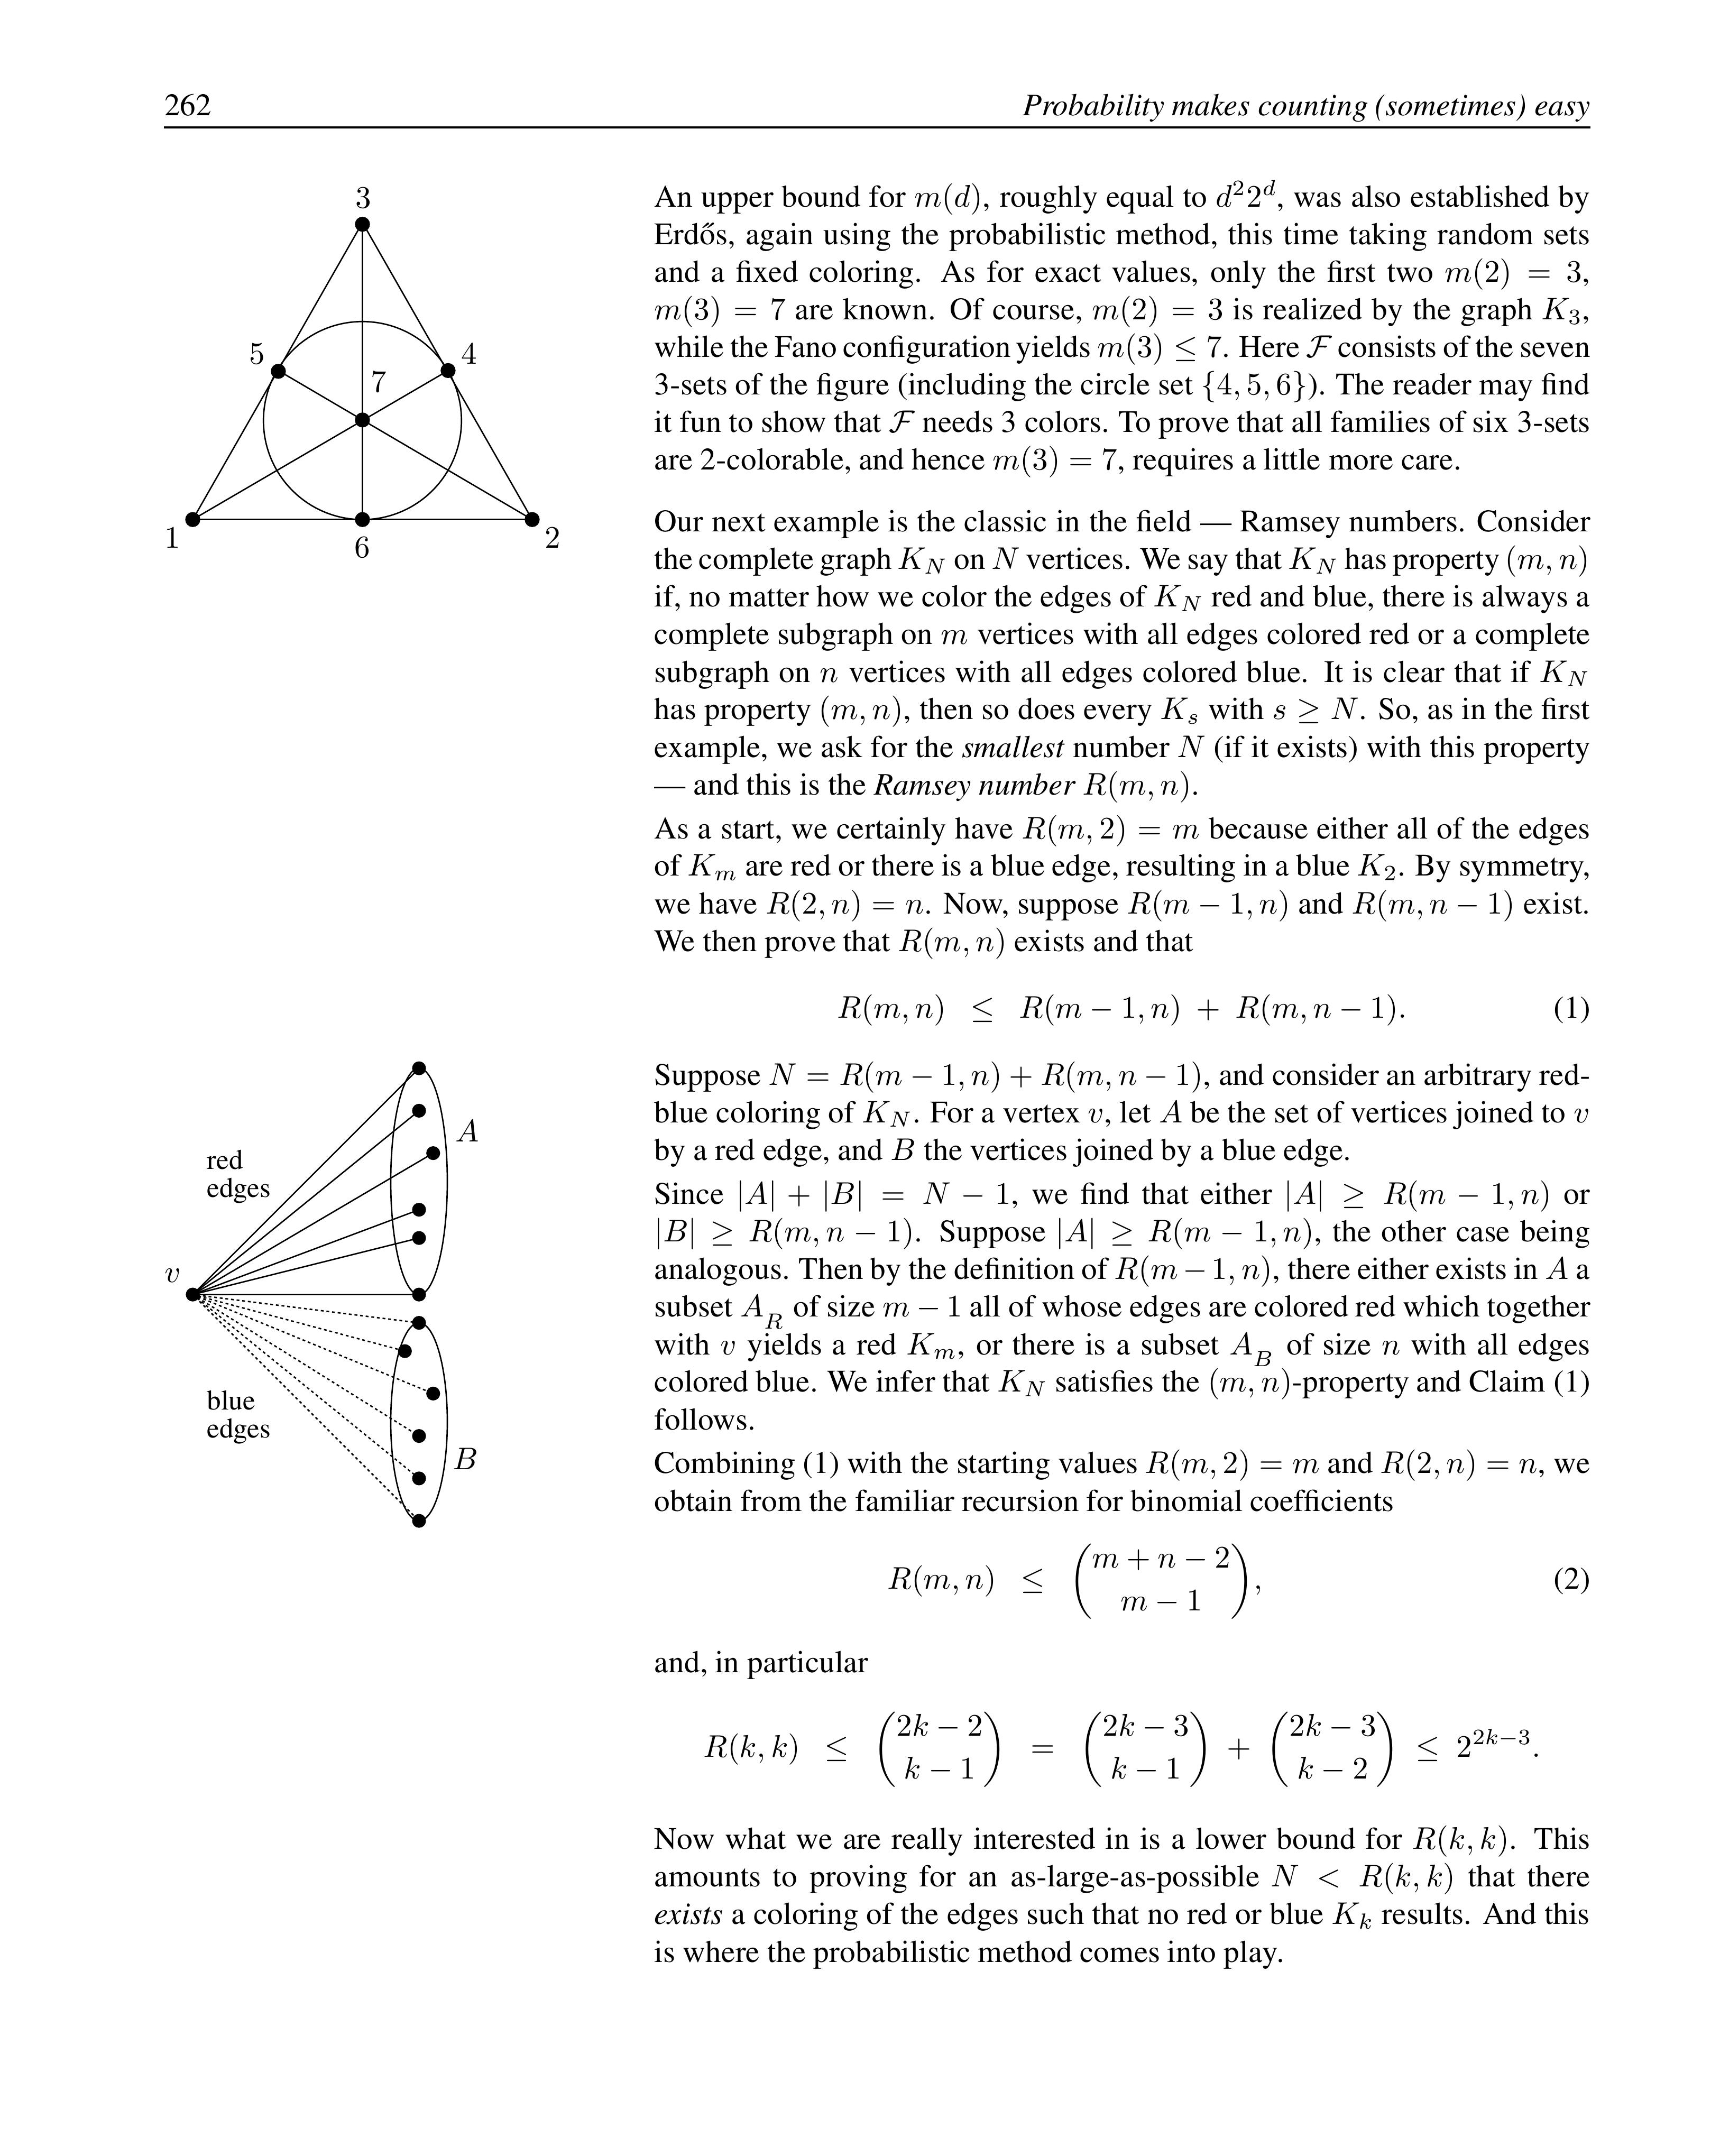 262 Probability makes counting (sometimes) easy
3
5
4
7
1
6
2
An upper bound for m(d), roughly equal to d²2ᵈ, was also established by
Erdős, again using the probabilistic method, this time taking random sets
and a fixed coloring. As for exact values, only the first two m(2) = 3,
m(3) = 7 are known. Of course, m(2) = 3 is realized by the graph K₃,
while the Fano configuration yields m(3) ≤ 7. Here ℱ consists of the seven
3-sets of the figure (including the circle set {4, 5, 6}). The reader may find
it fun to show that ℱ needs 3 colors. To prove that all families of six 3-sets
are 2-colorable, and hence m(3) = 7, requires a little more care.
Our next example is the classic in the field — Ramsey numbers. Consider
the complete graph K_N on N vertices. We say that K_N has property (m, n)
if, no matter how we color the edges of K_N red and blue, there is always a
complete subgraph on m vertices with all edges colored red or a complete
subgraph on n vertices with all edges colored blue. It is clear that if K_N
has property (m, n), then so does every K_s with s ≥ N. So, as in the first
example, we ask for the smallest number N (if it exists) with this property
— and this is the Ramsey number R(m, n).
As a start, we certainly have R(m, 2) = m because either all of the edges
of K_m are red or there is a blue edge, resulting in a blue K₂. By symmetry,
we have R(2, n) = n. Now, suppose R(m − 1, n) and R(m, n − 1) exist.
We then prove that R(m, n) exists and that
R(m, n) ≤ R(m − 1, n) + R(m, n − 1). (1)
A
red
edges
v
blue
edges
B
Suppose N = R(m − 1, n) + R(m, n − 1), and consider an arbitrary red-
blue coloring of K_N. For a vertex v, let A be the set of vertices joined to v
by a red edge, and B the vertices joined by a blue edge.
Since |A| + |B| = N − 1, we find that either |A| ≥ R(m − 1, n) or
|B| ≥ R(m, n − 1). Suppose |A| ≥ R(m − 1, n), the other case being
analogous. Then by the definition of R(m − 1, n), there either exists in A a
subset A_R of size m − 1 all of whose edges are colored red which together
with v yields a red K_m, or there is a subset A_B of size n with all edges
colored blue. We infer that K_N satisfies the (m, n)-property and Claim (1)
follows.
Combining (1) with the starting values R(m, 2) = m and R(2, n) = n, we
obtain from the familiar recursion for binomial coefficients
R(m, n) ≤ (m + n − 2 over m − 1), (2)
and, in particular
R(k, k) ≤ (2k − 2 over k − 1) = (2k − 3 over k − 1) + (2k − 3 over k − 2) ≤ 2^{2k−3}.
Now what we are really interested in is a lower bound for R(k, k). This
amounts to proving for an as-large-as-possible N < R(k, k) that there
exists a coloring of the edges such that no red or blue K_k results. And this
is where the probabilistic method comes into play.